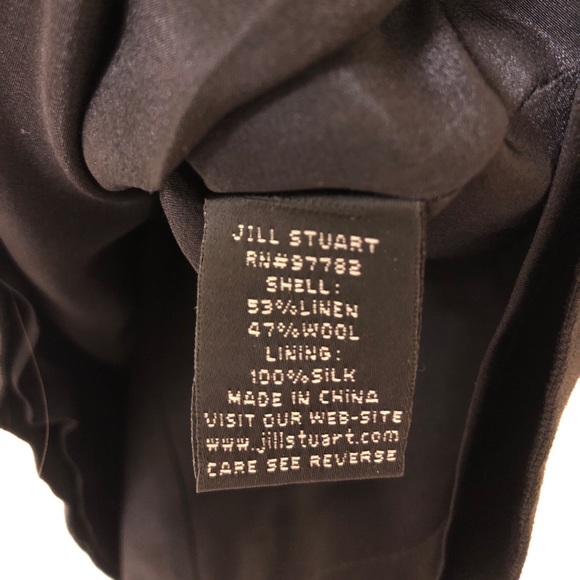 JILL STUART
RN#97782
SHELL:
53%LINEN
47%WOOL
LINING:
100%SILK
MADE IN CHINA
VISIT OUR WEB-SITE
www.jillstuart.com
CARE SEE REVERSE